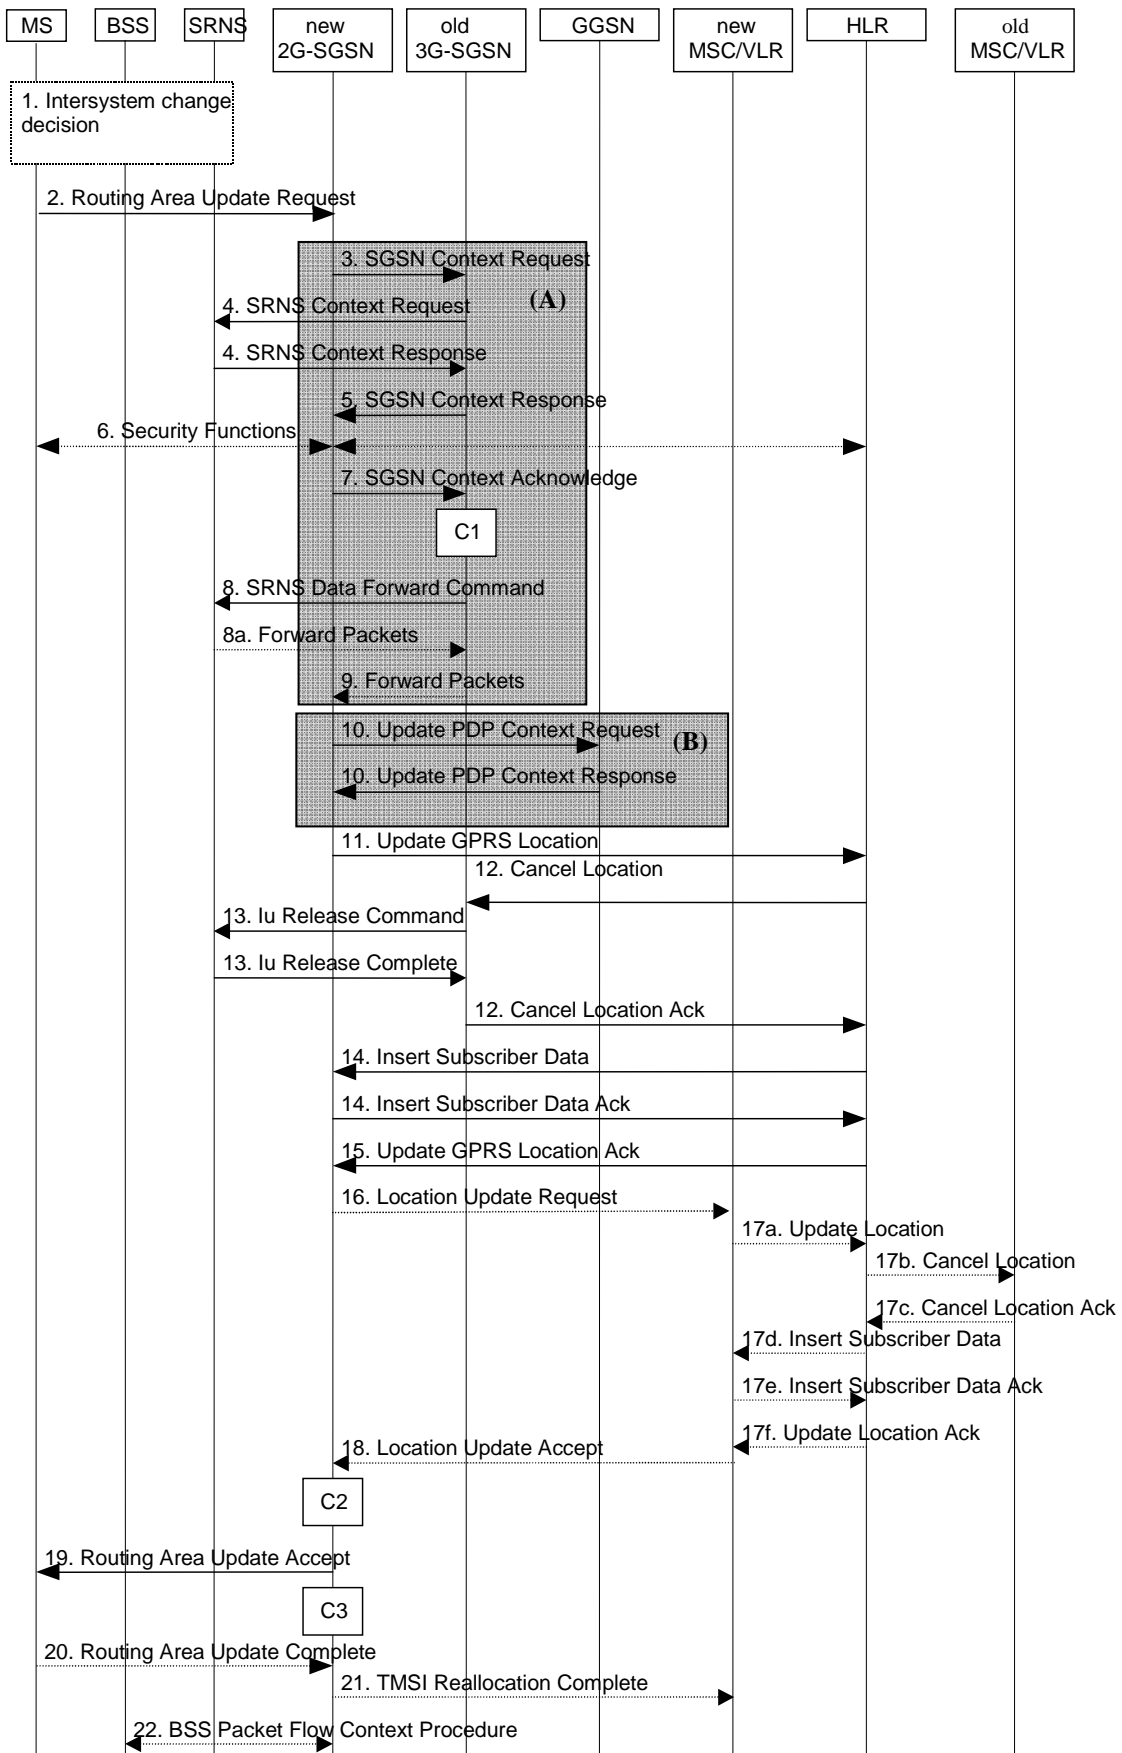 MS
BSS
SRNS
new
2G-SGSN
old
3G-SGSN
GGSN
new
MSC/VLR
HLR
old
MSC/VLR
1. Intersystem change
decision
2. Routing Area Update Request
3. SGSN Context Request
(A)
4. SRNS Context Request
4. SRNS Context Response
5. SGSN Context Response
6. Security Functions
7. SGSN Context Acknowledge
C1
8. SRNS Data Forward Command
8a. Forward Packets
9. Forward Packets
10. Update PDP Context Request
(B)
10. Update PDP Context Response
11. Update GPRS Location
12. Cancel Location
13. Iu Release Command
13. Iu Release Complete
12. Cancel Location Ack
14. Insert Subscriber Data
14. Insert Subscriber Data Ack
15. Update GPRS Location Ack
16. Location Update Request
17a. Update Location
17b. Cancel Location
17c. Cancel Location Ack
17d. Insert Subscriber Data
17e. Insert Subscriber Data Ack
17f. Update Location Ack
18. Location Update Accept
C2
19. Routing Area Update Accept
C3
20. Routing Area Update Complete
21. TMSI Reallocation Complete
22. BSS Packet Flow Context Procedure